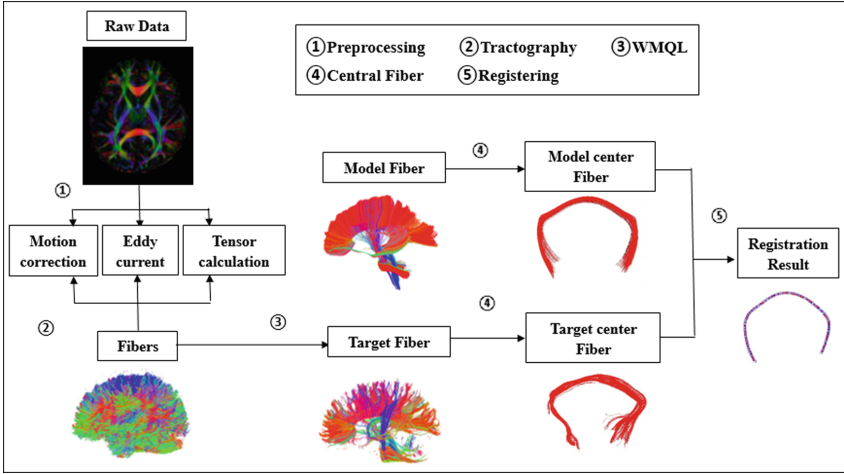 Raw Data
①Preprocessing ②Tractography ③WMQL
④Central Fiber ⑤Registering
①
Motion correction
Eddy current
Tensor calculation
②
Fibers
③
Model Fiber
④
Model center Fiber
Target Fiber
④
Target center Fiber
⑤
Registration Result